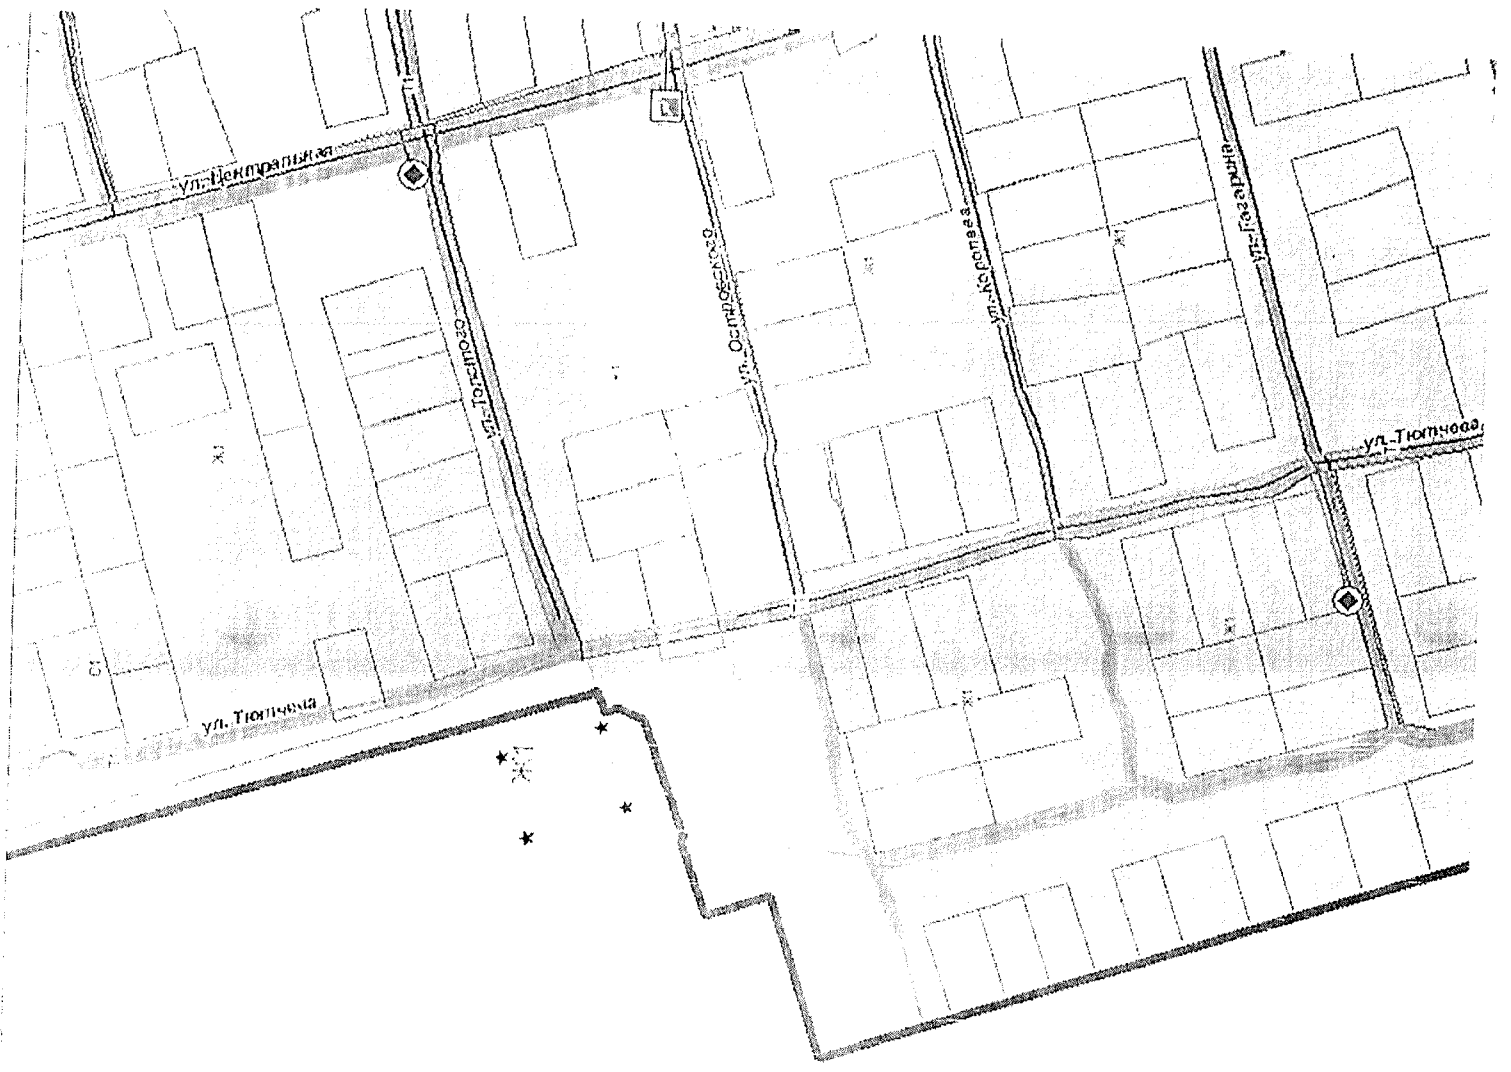 ул. Центральная
ул. Толстого
ул. Островского
ул. Королева
ул. Гагарина
ул. Тютчева
ул. Тютчева
Ж1
Ж1
Ж1
Ж1
Ж1
Ж1